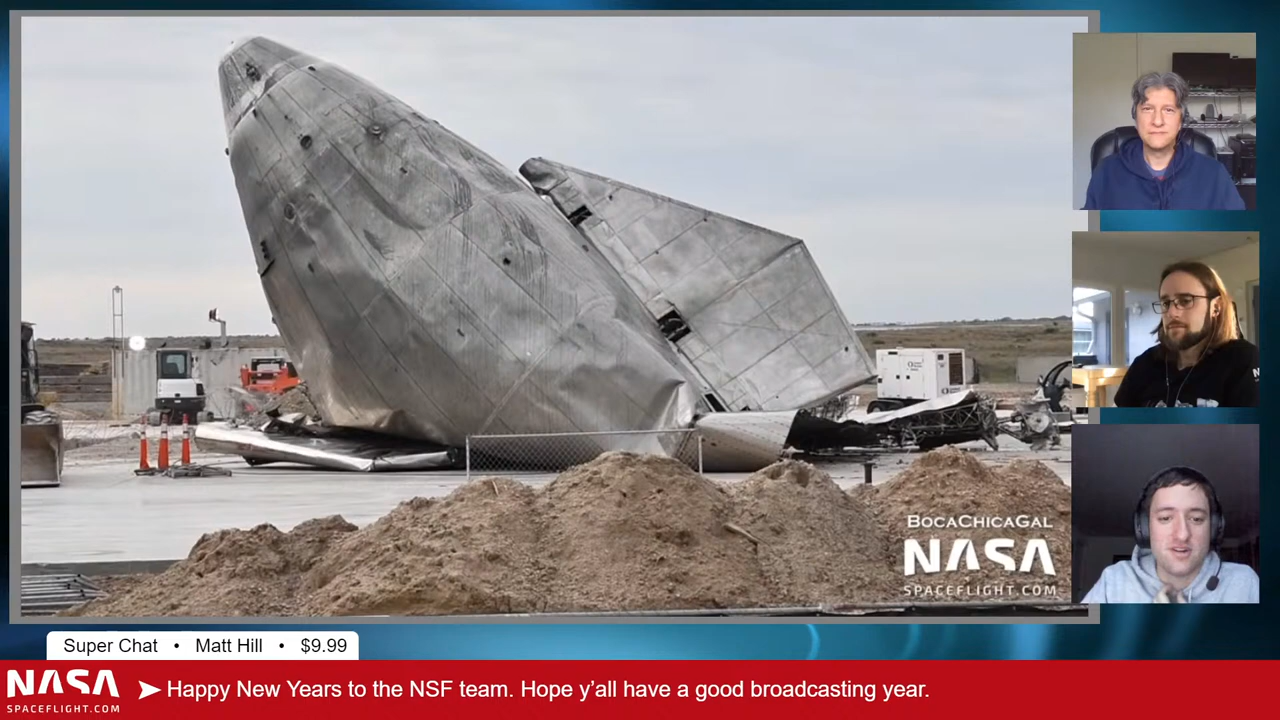 BOCACHICAGAL
NASA
SPACEFLIGHT.COM
Super Chat • Matt Hill • $9.99
NASA
SPACEFLIGHT.COM
Happy New Years to the NSF team. Hope y'all have a good broadcasting year.